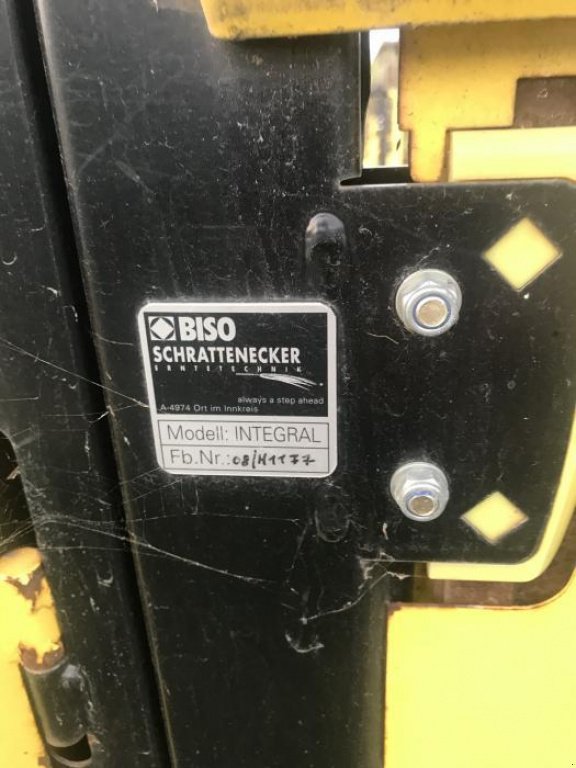 BISO
SCHRATTENECKER
ERNTETECHNIK
always a step ahead
A-4974 Ort im Innkreis
Modell: INTEGRAL
Fb.Nr.: 08/H1177